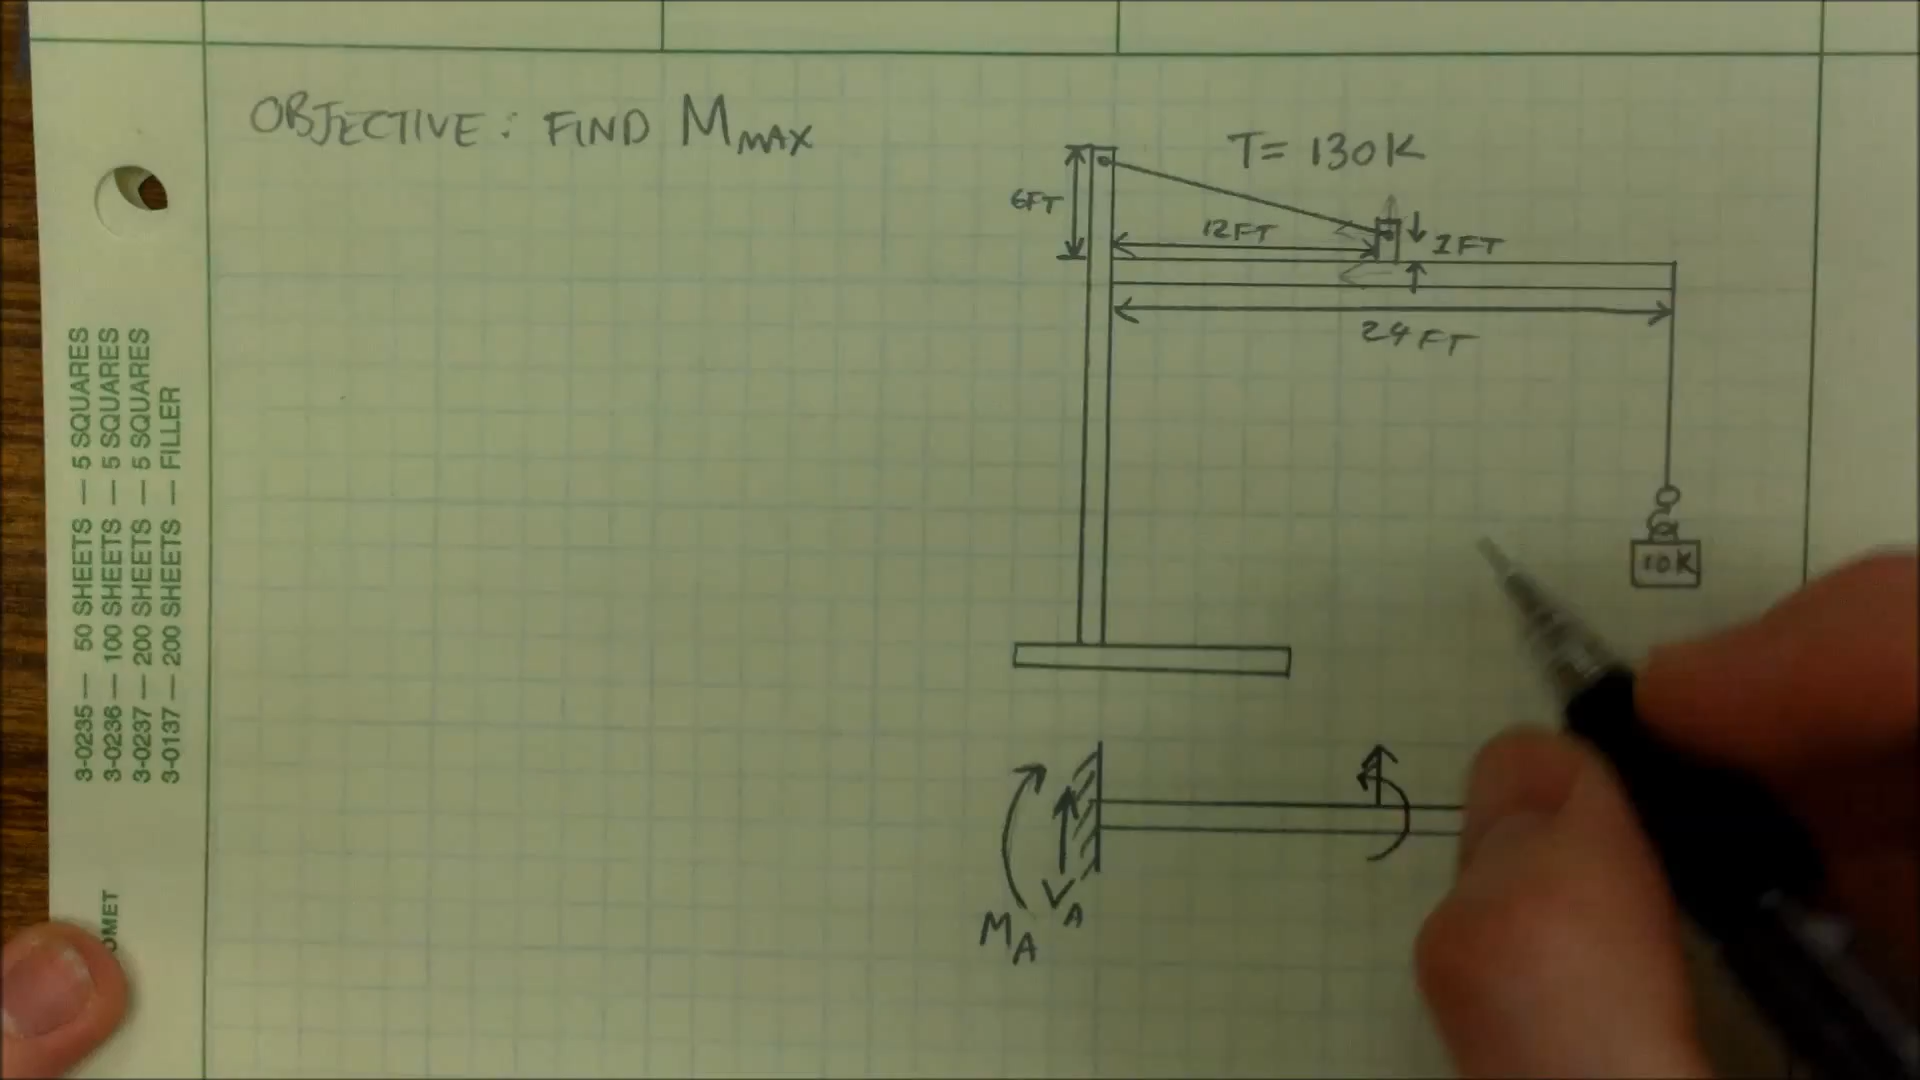 OBJECTIVE: FIND MMAX
T= 130K
6FT
12FT
1FT
24FT
10K
VA
MA
3-0235 — 50 SHEETS — 5 SQUARES
3-0236 — 100 SHEETS — 5 SQUARES
3-0237 — 200 SHEETS — 5 SQUARES
3-0137 — 200 SHEETS — FILLER
OMET